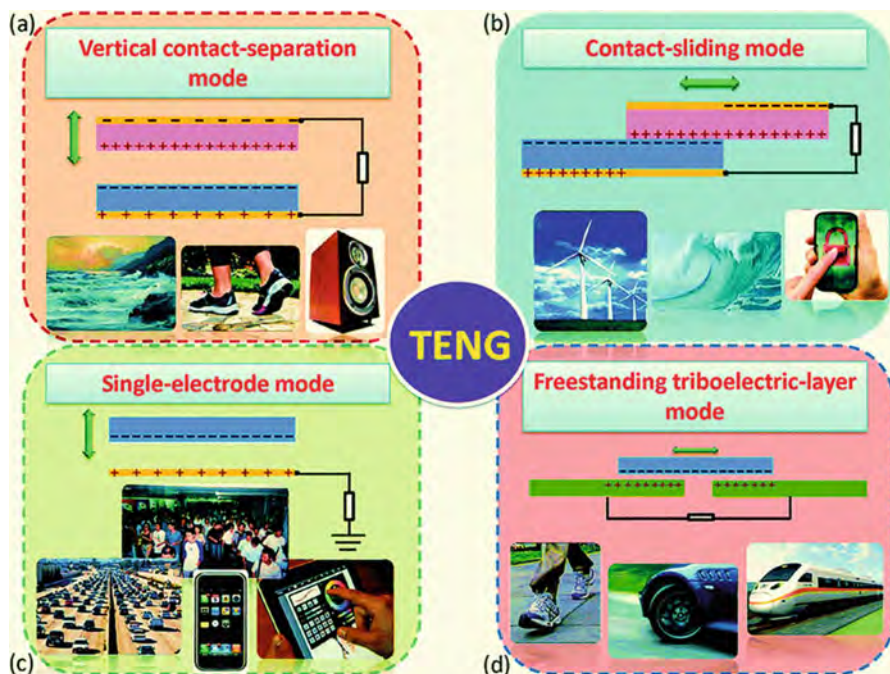 (a)
Vertical contact-separation
mode
(b)
Contact-sliding mode
TENG
Single-electrode mode
Freestanding triboelectric-layer
mode
(c)
(d)